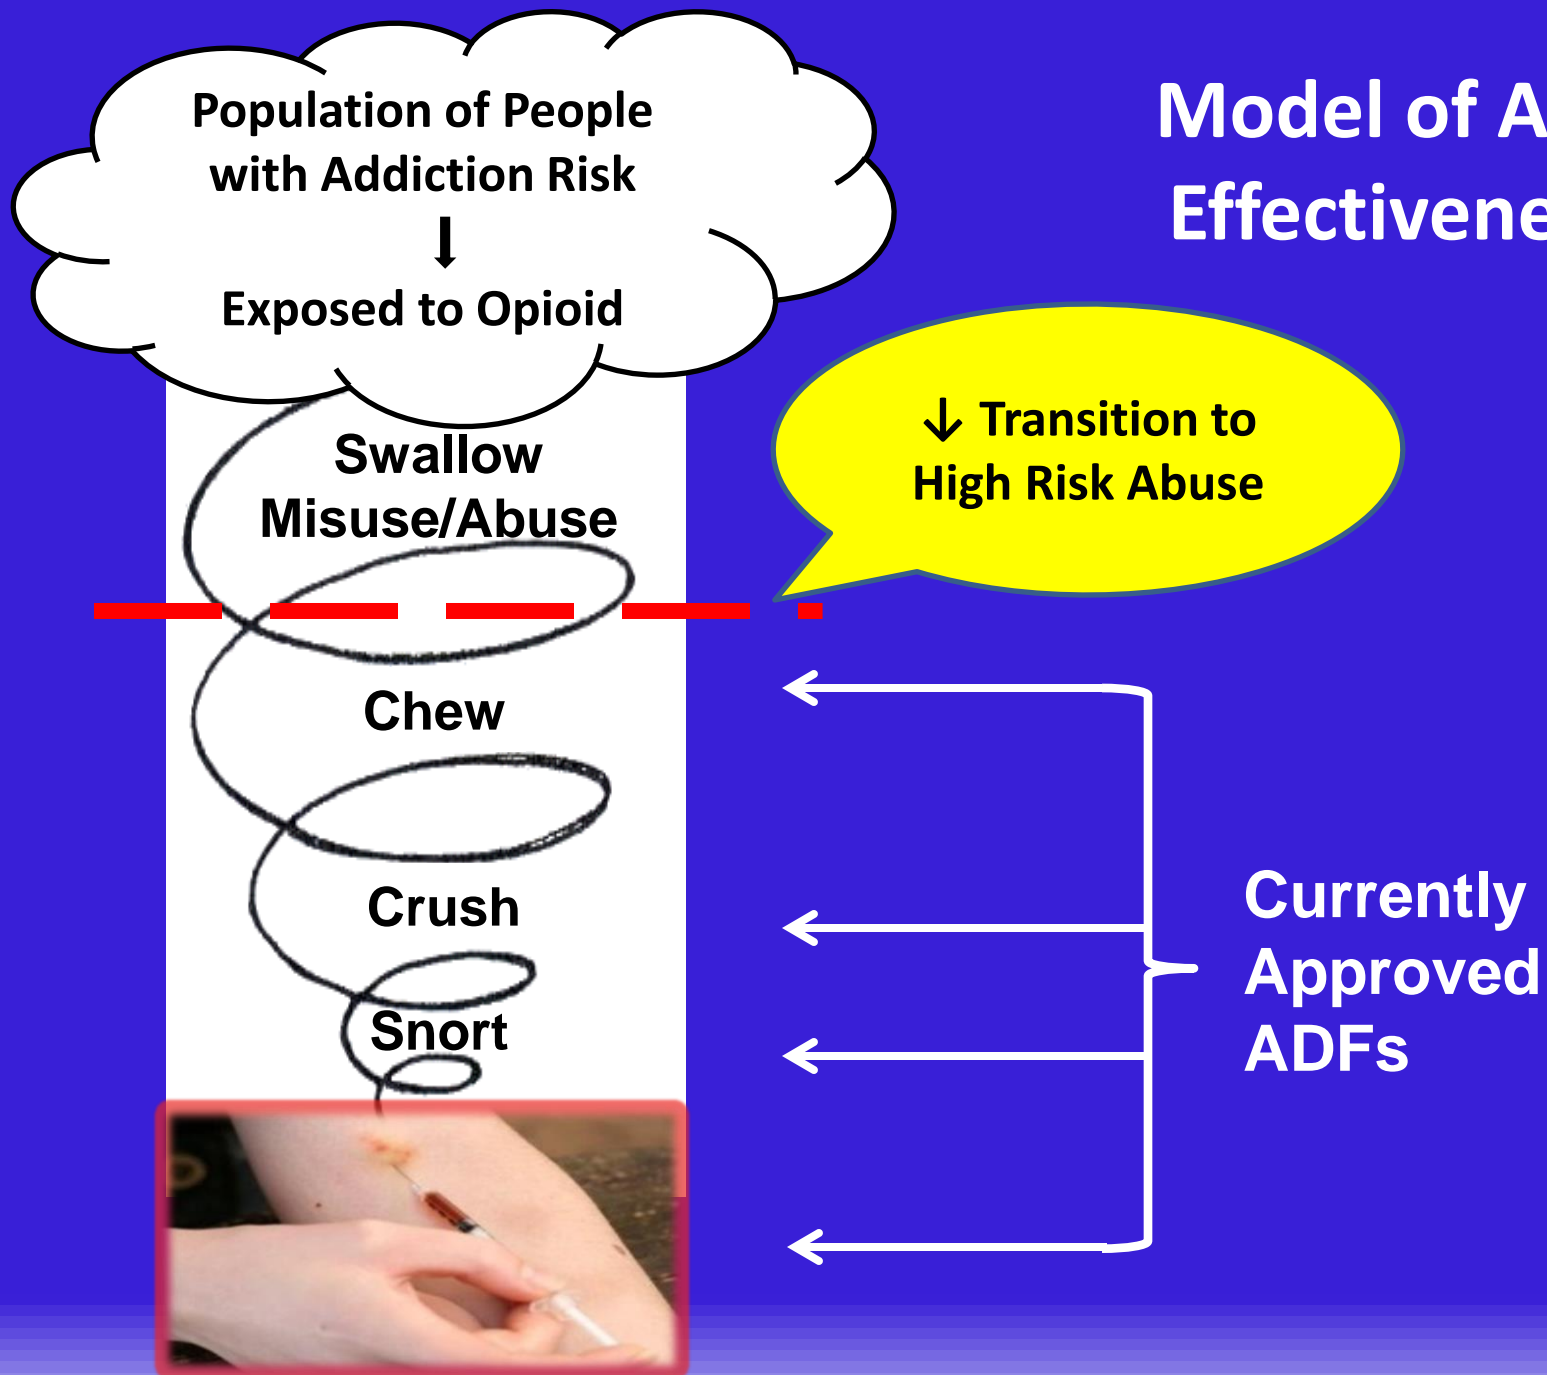 Population of People
with Addiction Risk
Exposed to Opioid
Model of A
Effectivene
↓ Transition to
High Risk Abuse
Swallow
Misuse/Abuse
Chew
Crush
Snort
Currently
Approved
ADFs